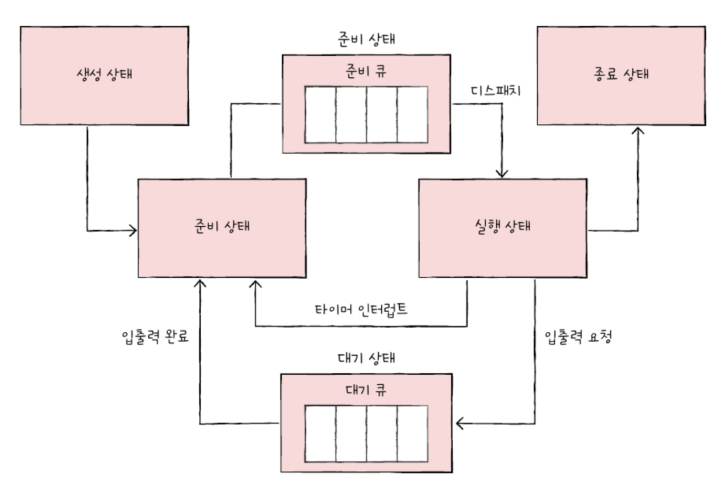 준비 상태
생성 상태
준비 큐
종료 상태
디스패치
준비 상태
실행 상태
타이머 인터럽트
입출력 완료
입출력 요청
대기 상태
대기 큐